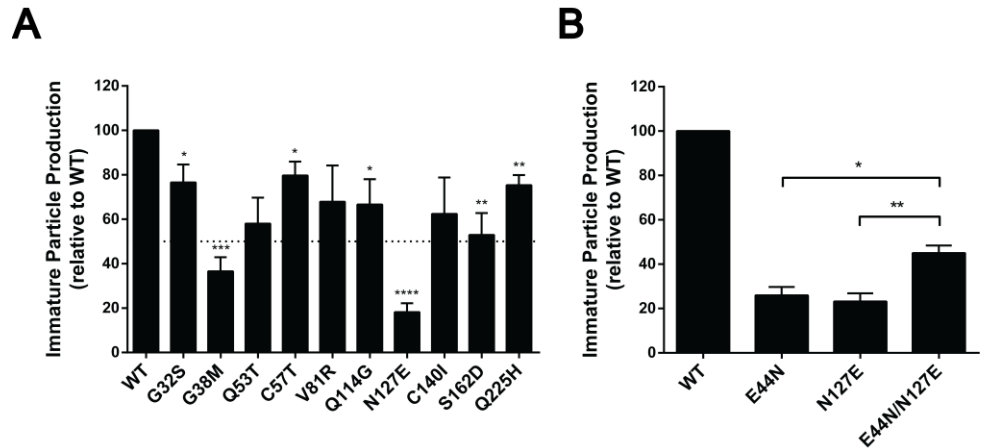 A
Immature Particle Production
(relative to WT)
120
100
80
60
40
20
0
*
***
*
*
****
**
**
WT
G32S
G38M
Q53T
C57T
V81R
Q114G
N127E
C140I
S162D
Q225H
B
Immature Particle Production
(relative to WT)
120
100
80
60
40
20
0
*
**
WT
E44N
N127E
E44N/N127E